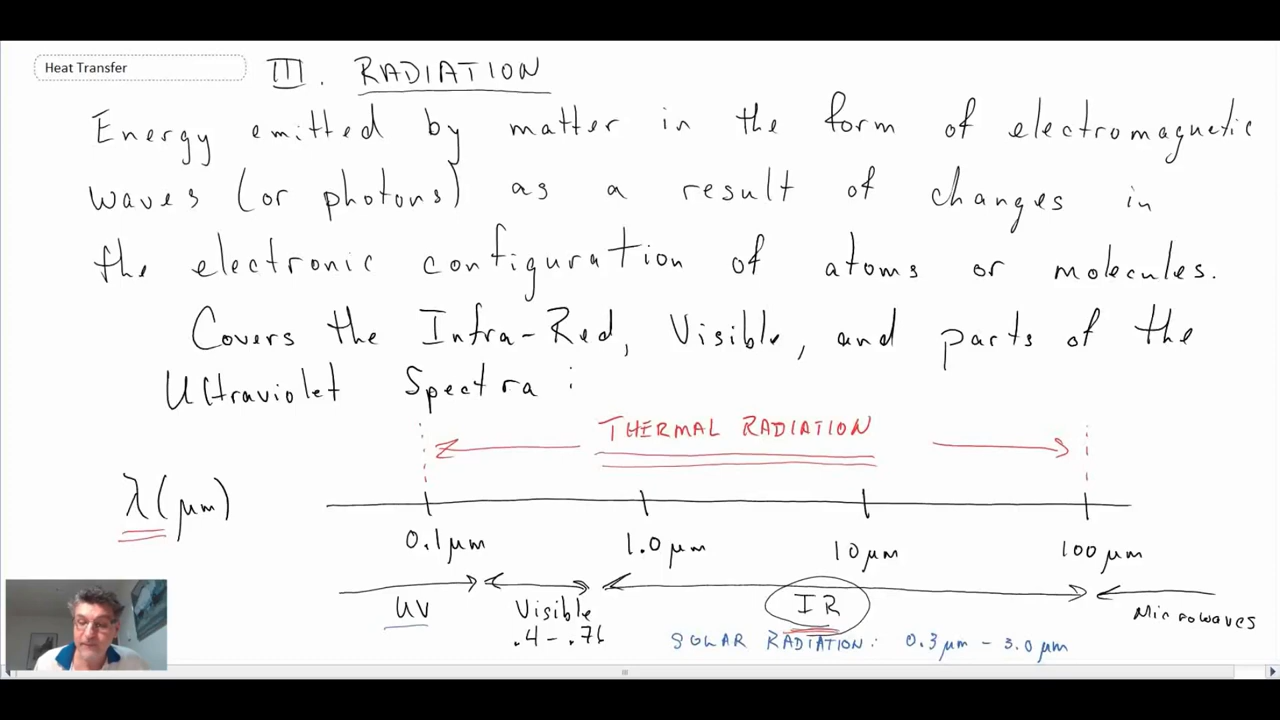 Heat Transfer
III. RADIATION
Energy emitted by matter in the form of electromagnetic
waves (or photons) as a result of changes in
the electronic configuration of atoms or molecules.
Covers the Infra-Red, Visible, and parts of the
Ultraviolet Spectra :
THERMAL RADIATION
λ(μm)
0.1μm 1.0μm 10μm 100μm
UV Visible IR Microwaves
.4 - .76
SOLAR RADIATION: 0.3μm - 3.0μm